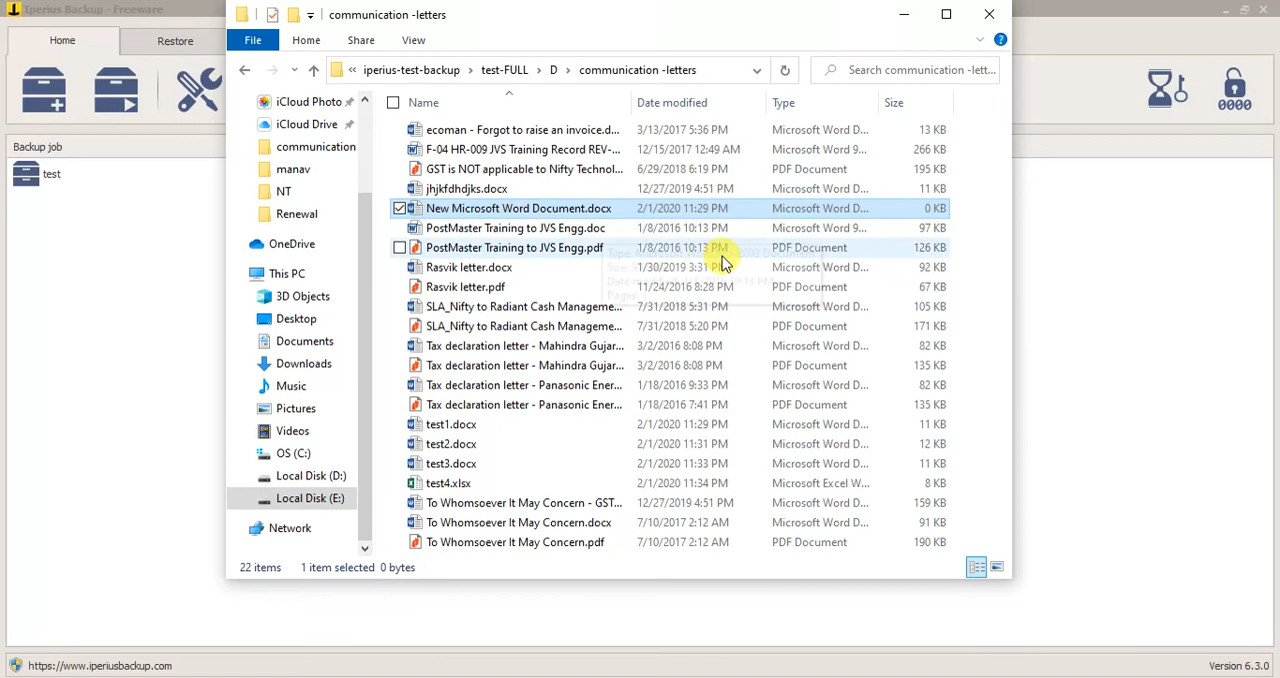 Iperius Backup - Freeware
communication -letters
Home
Restore
File
Home
Share
View
« iperius-test-backup > test-FULL > D > communication -letters
Search communication -lett...
0000
Backup job
test
Name
Date modified
Type
Size
iCloud Photo
iCloud Drive
communication
manav
NT
Renewal
OneDrive
This PC
3D Objects
Desktop
Documents
Downloads
Music
Pictures
Videos
OS (C:)
Local Disk (D:)
Local Disk (E:)
Network
ecoman - Forgot to raise an invoice.d... 3/13/2017 5:36 PM Microsoft Word D... 13 KB
F-04 HR-009 JVS Training Record REV-... 12/15/2017 12:49 AM Microsoft Word 9... 266 KB
GST is NOT applicable to Nifty Technol... 6/29/2018 6:19 PM PDF Document 195 KB
jhjkfdhdjks.docx 12/27/2019 4:51 PM Microsoft Word D... 11 KB
New Microsoft Word Document.docx 2/1/2020 11:29 PM Microsoft Word D... 0 KB
PostMaster Training to JVS Engg.doc 1/8/2016 10:13 PM Microsoft Word 9... 97 KB
PostMaster Training to JVS Engg.pdf 1/8/2016 10:13 PM PDF Document 126 KB
Rasvik letter.docx 1/30/2019 3:31 PM Microsoft Word D... 92 KB
Rasvik letter.pdf 11/24/2016 8:28 PM PDF Document 67 KB
SLA_Nifty to Radiant Cash Manageme... 7/31/2018 5:31 PM Microsoft Word D... 105 KB
SLA_Nifty to Radiant Cash Manageme... 7/31/2018 5:20 PM PDF Document 171 KB
Tax declaration letter - Mahindra Gujar... 3/2/2016 8:08 PM Microsoft Word D... 82 KB
Tax declaration letter - Mahindra Gujar... 3/2/2016 8:08 PM PDF Document 135 KB
Tax declaration letter - Panasonic Ener... 1/18/2016 9:33 PM Microsoft Word D... 82 KB
Tax declaration letter - Panasonic Ener... 1/18/2016 7:41 PM PDF Document 135 KB
test1.docx 2/1/2020 11:29 PM Microsoft Word D... 11 KB
test2.docx 2/1/2020 11:31 PM Microsoft Word D... 12 KB
test3.docx 2/1/2020 11:33 PM Microsoft Word D... 11 KB
test4.xlsx 2/1/2020 11:34 PM Microsoft Excel W... 8 KB
To Whomsoever It May Concern - GST... 12/27/2019 4:51 PM Microsoft Word D... 159 KB
To Whomsoever It May Concern.docx 7/10/2017 2:12 AM Microsoft Word D... 91 KB
To Whomsoever It May Concern.pdf 7/10/2017 2:12 AM PDF Document 190 KB
22 items 1 item selected 0 bytes
https://www.iperiusbackup.com
Version 6.3.0